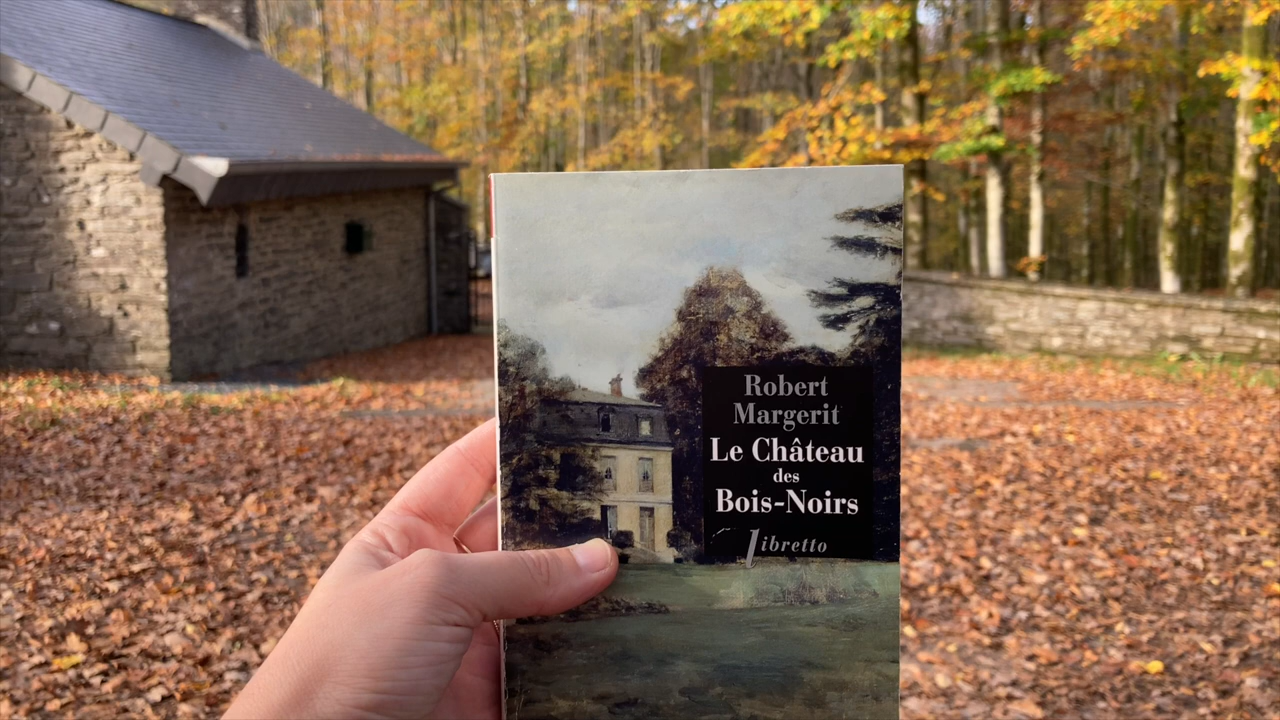 Robert
Margerit
Le Château
des
Bois-Noirs
libretto